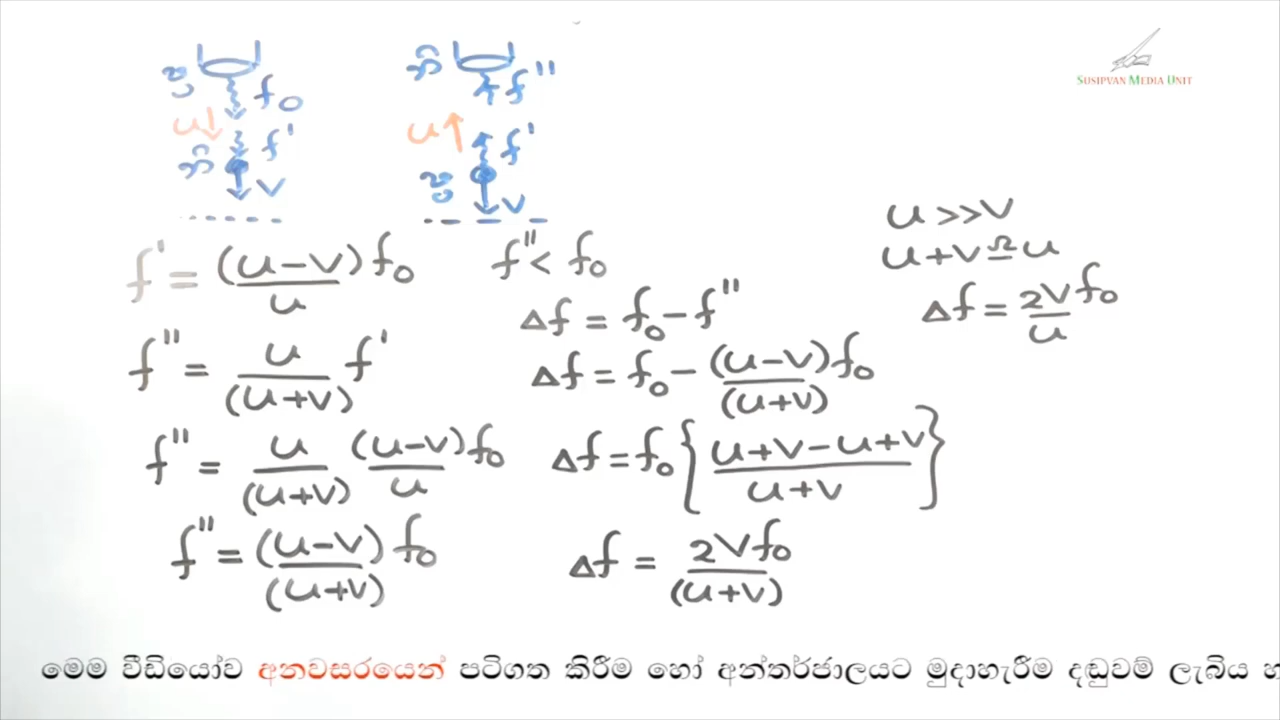 SUSIPVAN MEDIA UNIT
ප්‍ර f₀
u f'
නි
v
නි f''
u f'
ප්‍ර
v
f' = (u-v)f₀/u
f'' = u/(u+v) f'
f'' = u/(u+v) (u-v)f₀/u
f'' = (u-v)f₀/(u+v)
f'' < f₀
Δf = f₀ - f''
Δf = f₀ - (u-v)f₀/(u+v)
Δf = f₀ { u+v-u+v/u+v }
Δf = 2vf₀/(u+v)
u >> v
u+v ≏ u
Δf = 2vf₀/u
මෙම වීඩියෝව අනවසරයෙන් පටිගත කිරීම හෝ අන්තර්ජාලයට මුදාහැරීම දඬුවම් ලැබිය